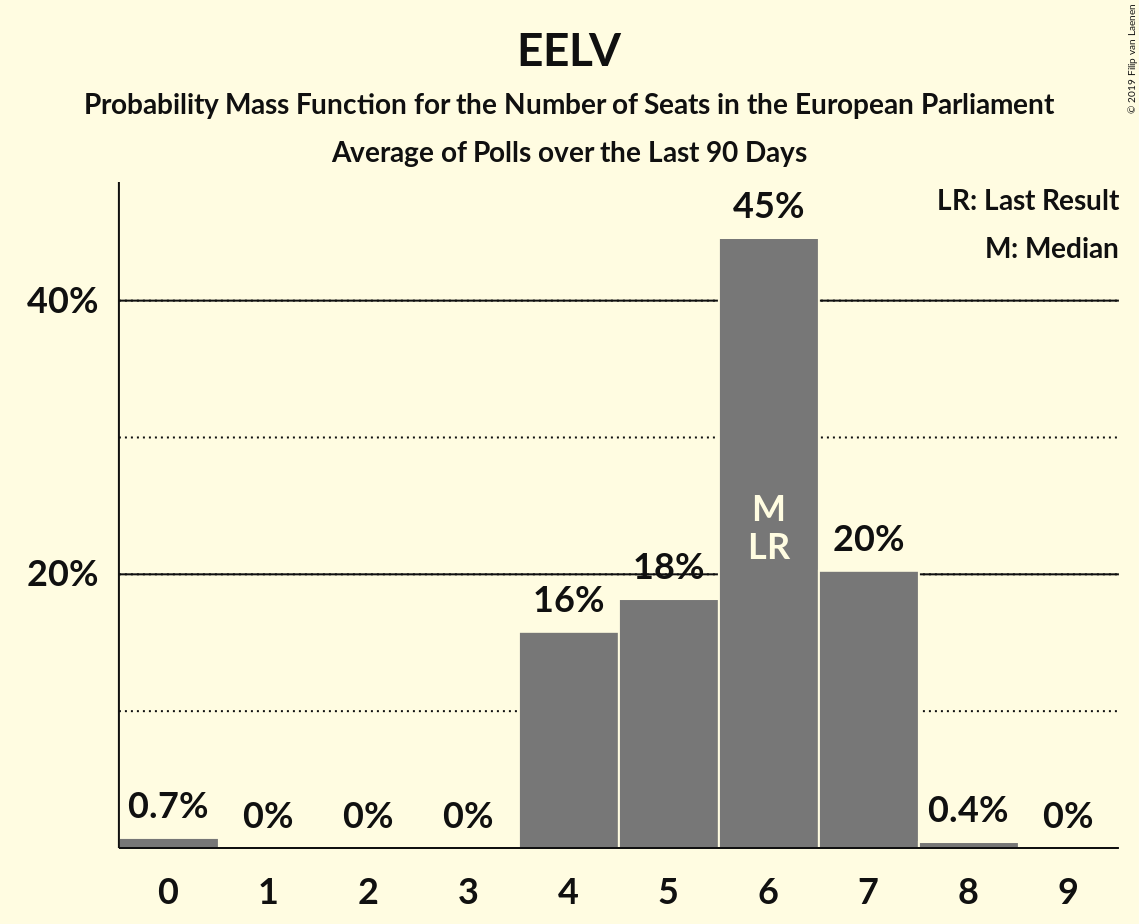 EELV
Probability Mass Function for the Number of Seats in the European Parliament
Average of Polls over the Last 90 Days
© 2019 Filip van Laenen
LR: Last Result
M: Median
45%
40%
M
LR
20%
18%
20%
16%
0.7%
0%
0%
0%
0.4%
0%
0 1 2 3 4 5 6 7 8 9